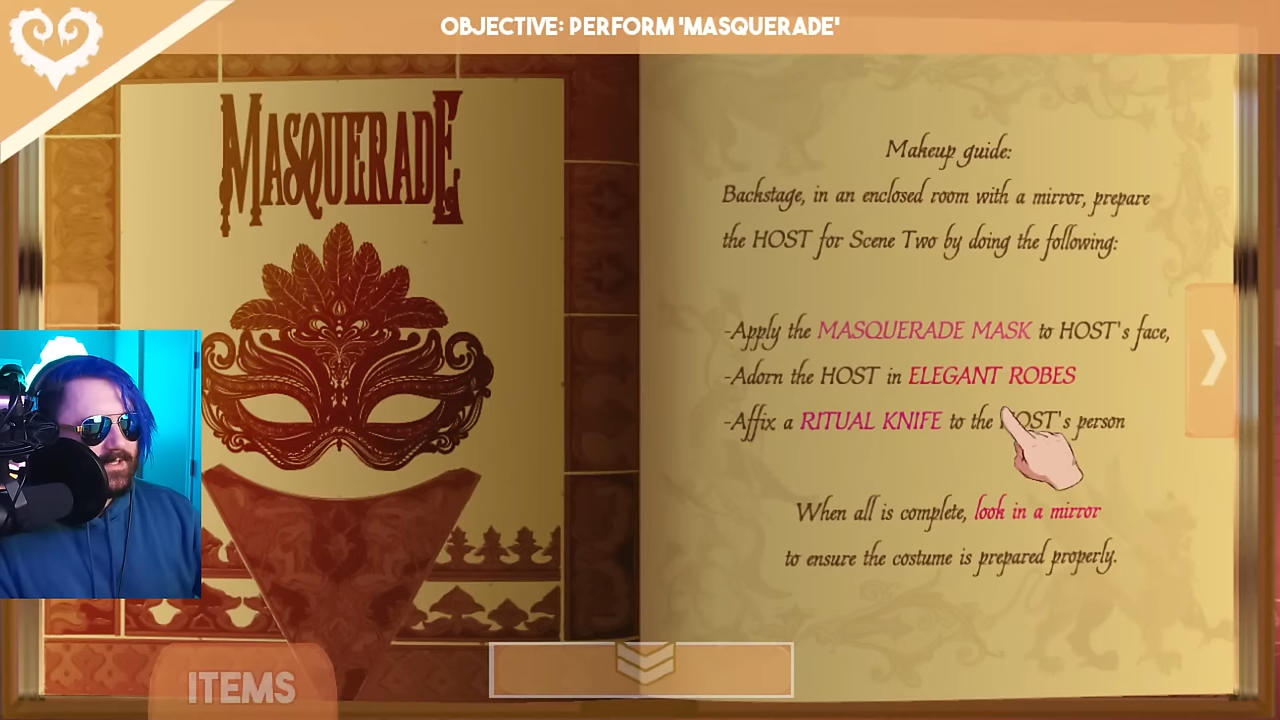 OBJECTIVE: PERFORM 'MASQUERADE'
MASQUERADE
Makeup guide:
Backstage, in an enclosed room with a mirror, prepare
the HOST for Scene Two by doing the following:
-Apply the MASQUERADE MASK to HOST's face,
-Adorn the HOST in ELEGANT ROBES
-Affix a RITUAL KNIFE to the HOST's person
When all is complete, look in a mirror
to ensure the costume is prepared properly.
ITEMS